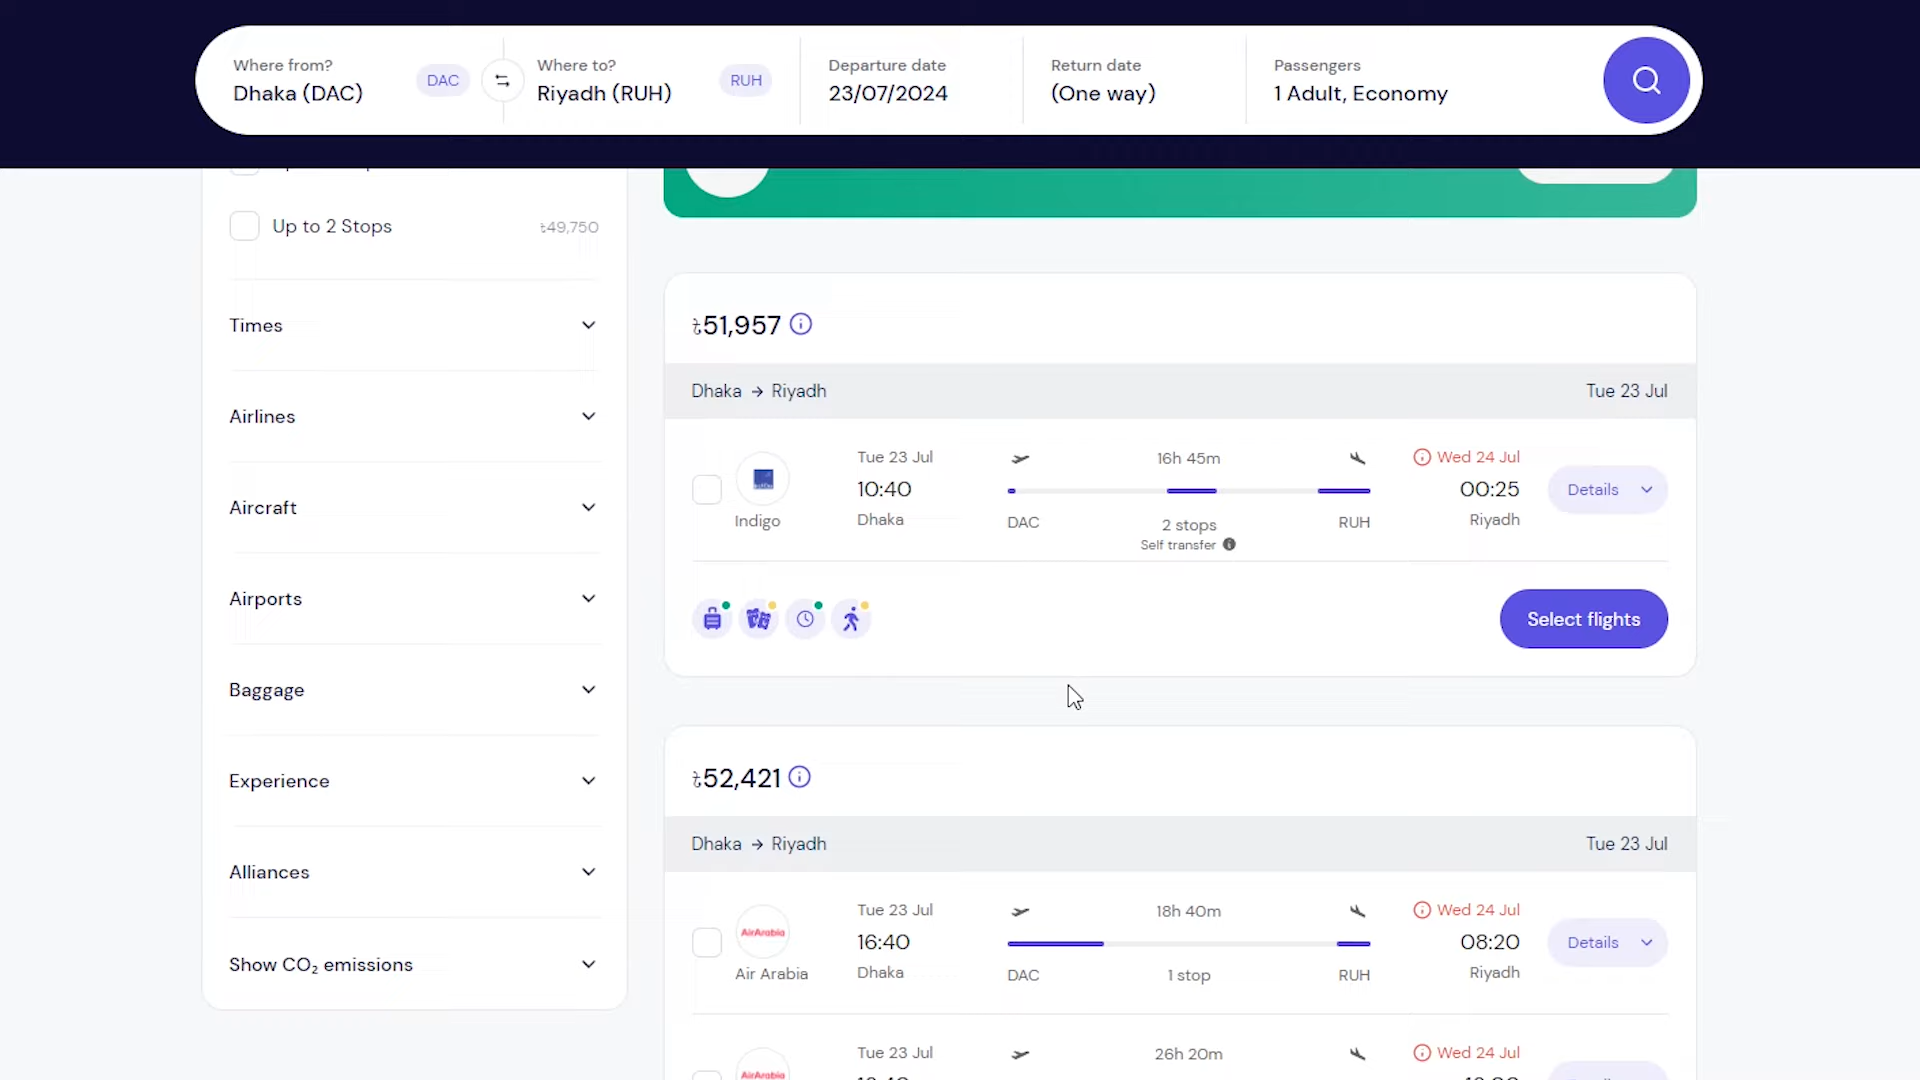 Where from?
Dhaka (DAC)
DAC
Where to?
Riyadh (RUH)
RUH
Departure date
23/07/2024
Return date
(One way)
Passengers
1 Adult, Economy
Up to 2 Stops
৳49,750
Times
Airlines
Aircraft
Airports
Baggage
Experience
Alliances
Show CO₂ emissions
৳51,957
Dhaka → Riyadh
Tue 23 Jul
Indigo
Tue 23 Jul
10:40
Dhaka
16h 45m
DAC
2 stops
Self transfer
RUH
Wed 24 Jul
00:25
Riyadh
Details
Select flights
৳52,421
Dhaka → Riyadh
Tue 23 Jul
AirArabia
Air Arabia
Tue 23 Jul
16:40
Dhaka
18h 40m
DAC
1 stop
RUH
Wed 24 Jul
08:20
Riyadh
Details
AirArabia
Tue 23 Jul
26h 20m
Wed 24 Jul